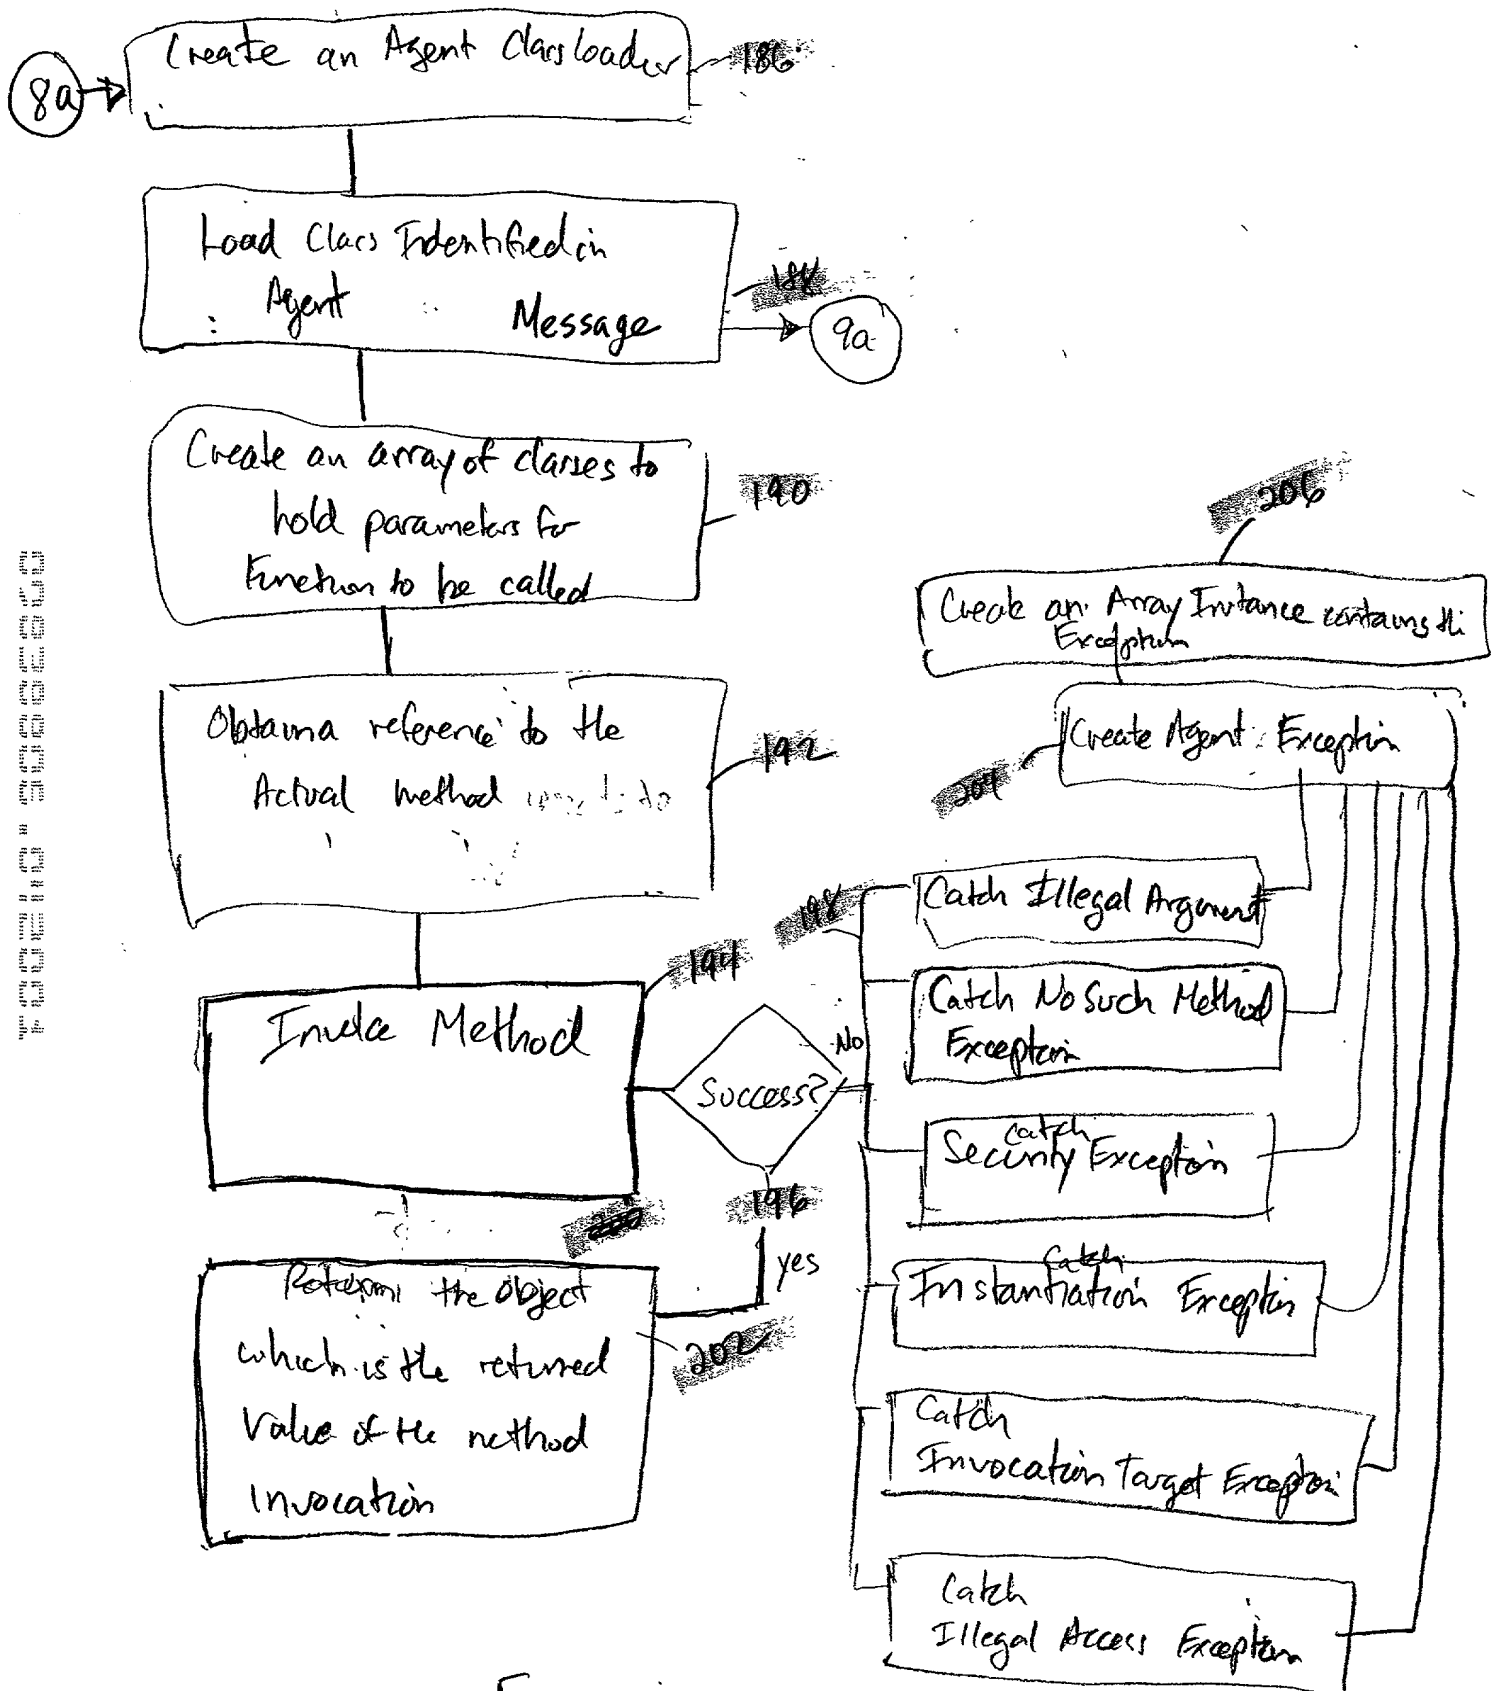 8a
Create an Agent Classloader
186
Load Class Identified in
Agent Message
188
9a
Create an array of classes to
hold parameters for
Function to be called
190
206
Create an Array Instance contains the
Exception
Obtain a reference to the
Actual method
192
Create Agent Exception
204
198
Catch Illegal Argument
194
Invoke Method
Success?
No
Catch No Such Method
Exception
catch
Security Exception
196
yes
200
Return the object
which is the returned
value of the method
Invocation
202
Catch
Instantiation Exception
Catch
Invocation Target Exception
Catch
Illegal Access Exception